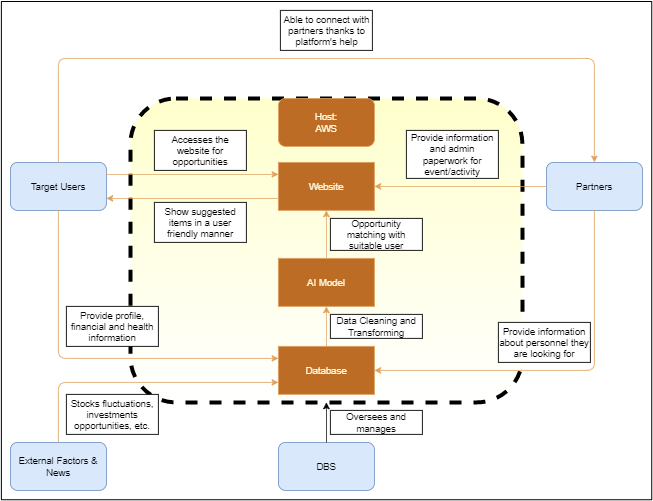 Able to connect with
partners thanks to
platform's help
Host:
AWS
Accesses the
website for
opportunities
Provide information
and admin
paperwork for
event/activity
Target Users
Website
Partners
Show suggested
items in a user
friendly manner
Opportunity
matching with
suitable user
AI Model
Provide profile,
financial and health
information
Data Cleaning and
Transforming
Provide information
about personnel they
are looking for
Database
Stocks fluctuations,
investments
opportunities, etc.
Oversees and
manages
External Factors &
News
DBS